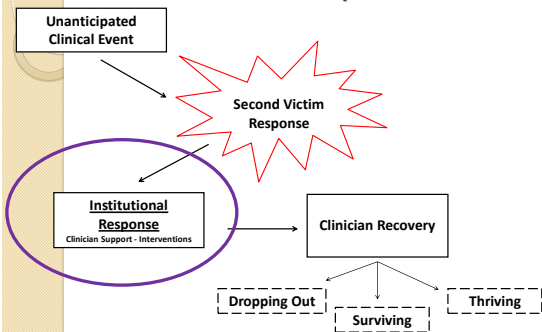 Unanticipated
Clinical Event
Second Victim
Response
Institutional
Response
Clinician Support - Interventions
Clinician Recovery
Dropping Out
Surviving
Thriving